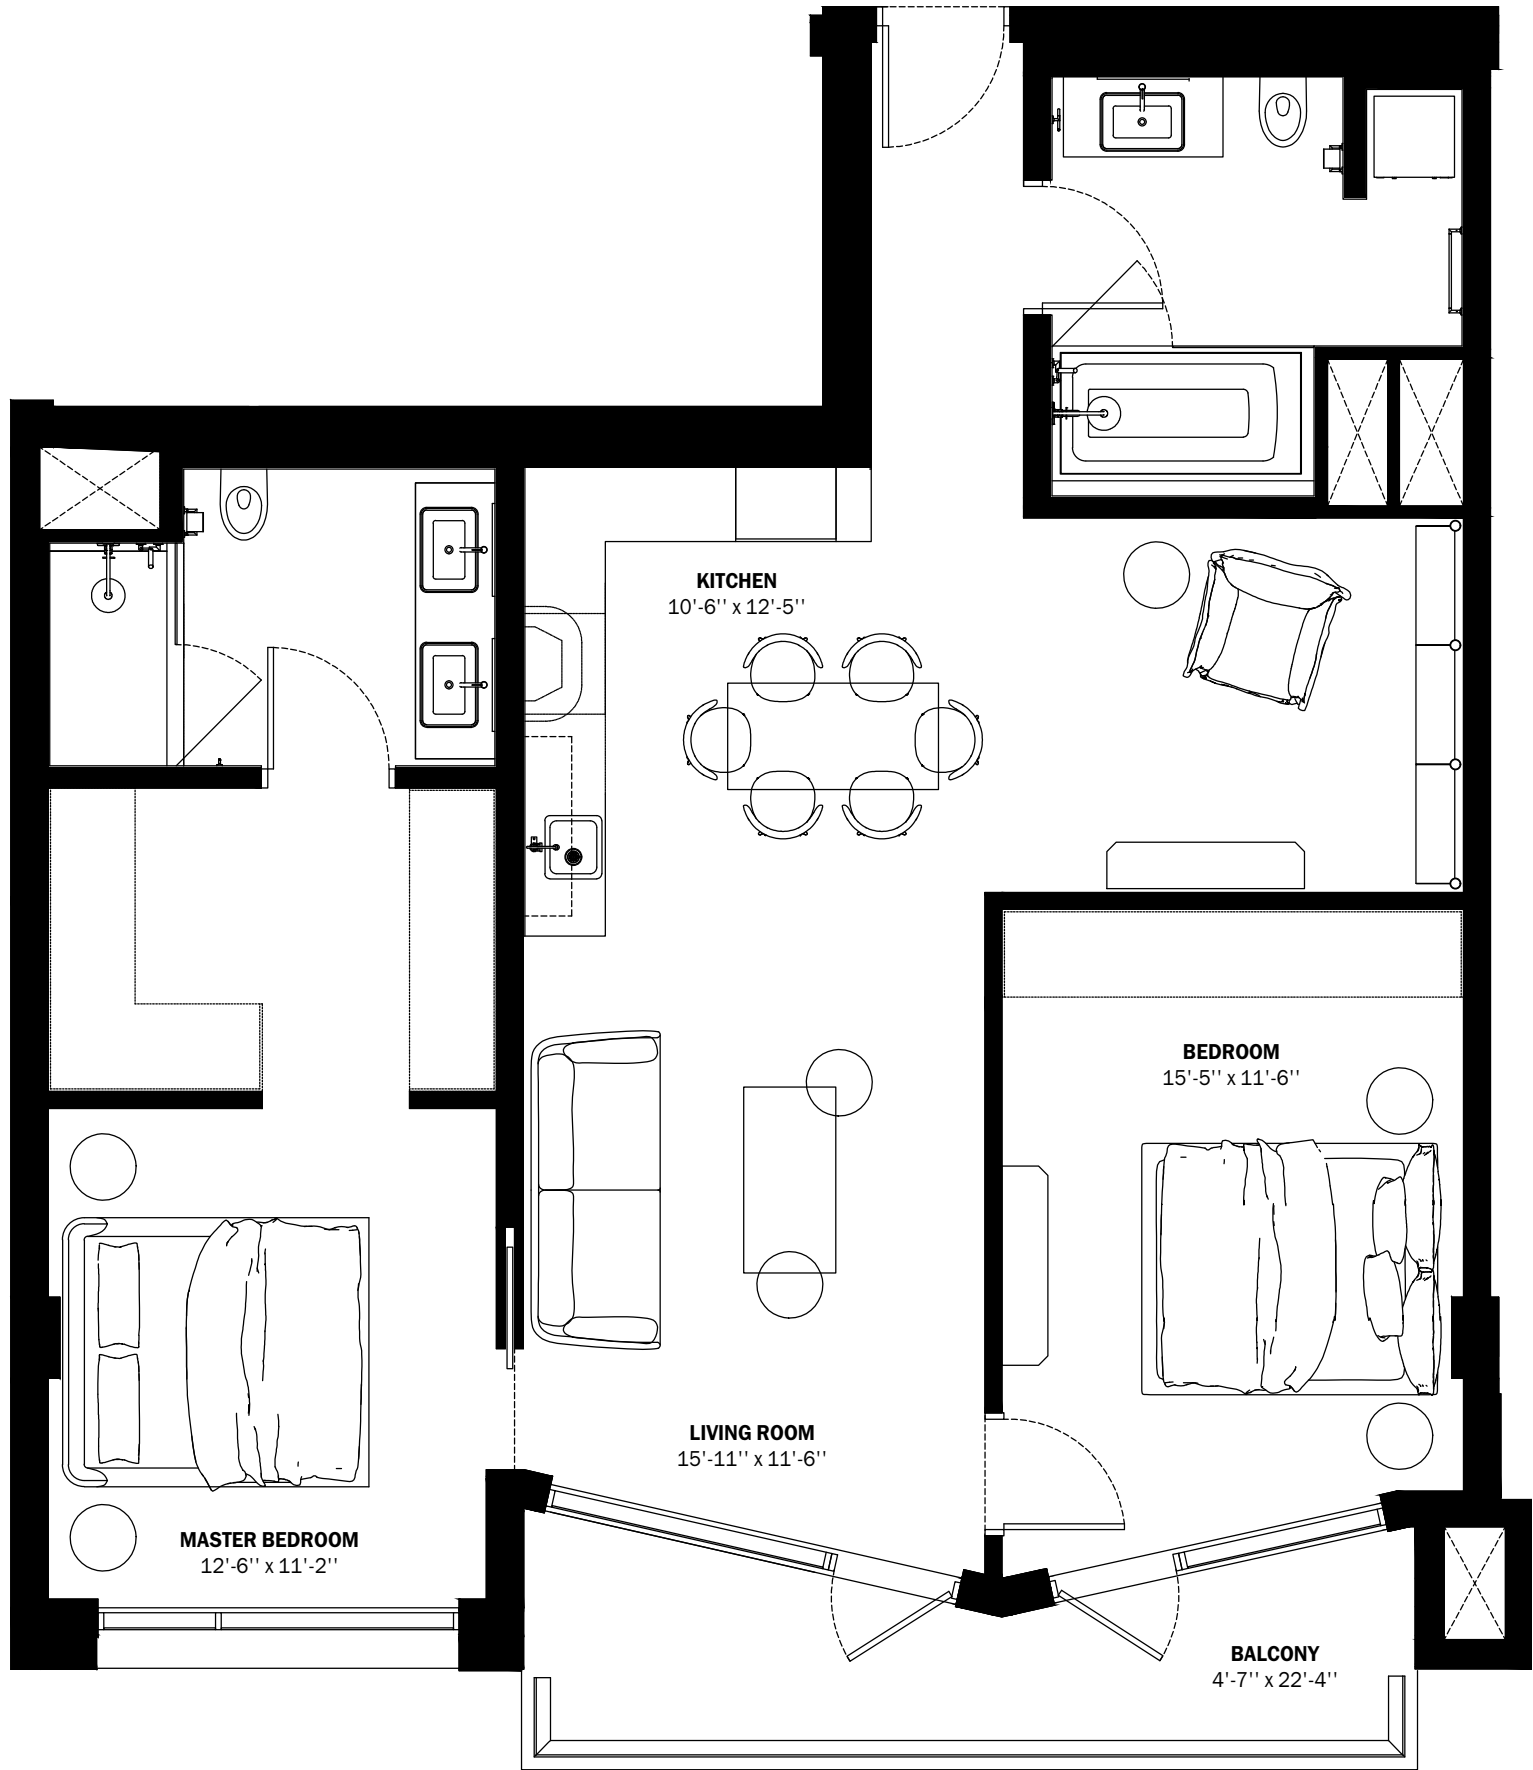 KITCHEN
10'-6'' x 12'-5''
BEDROOM
15'-5'' x 11'-6''
LIVING ROOM
15'-11'' x 11'-6''
MASTER BEDROOM
12'-6'' x 11'-2''
BALCONY
4'-7'' x 22'-4''